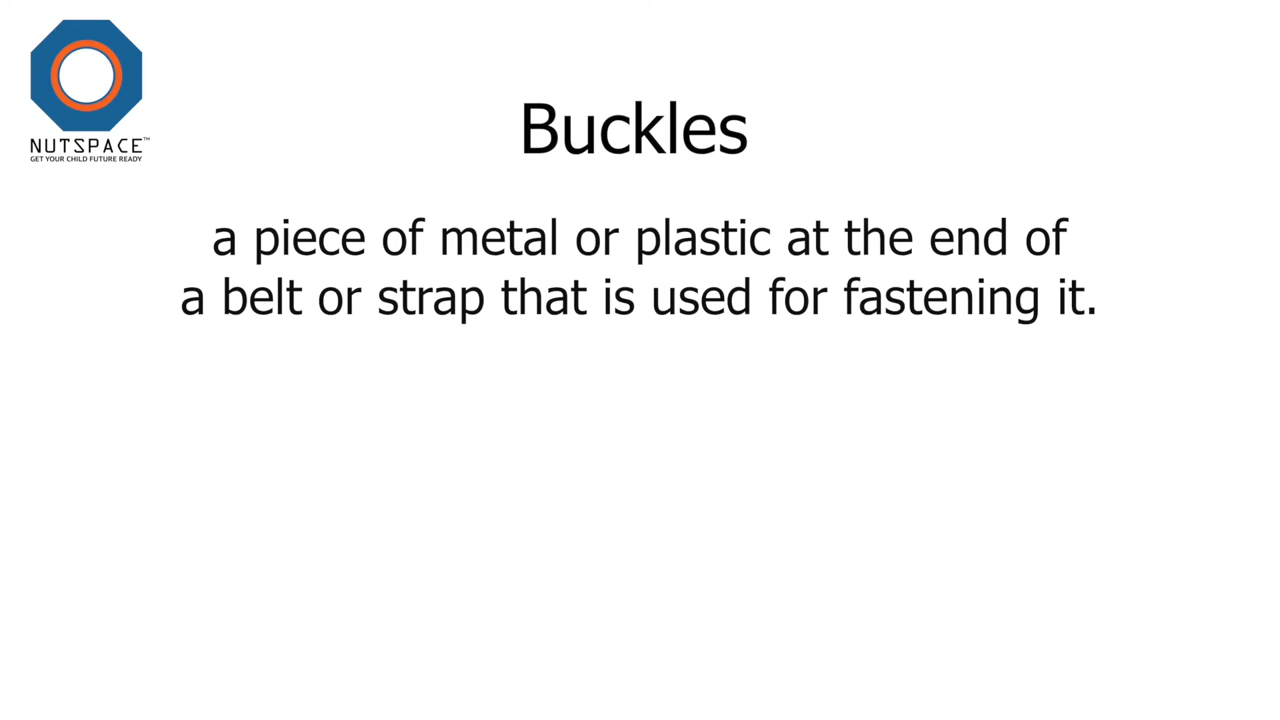 NUTSPACE™
GET YOUR CHILD FUTURE READY
Buckles
a piece of metal or plastic at the end of
a belt or strap that is used for fastening it.